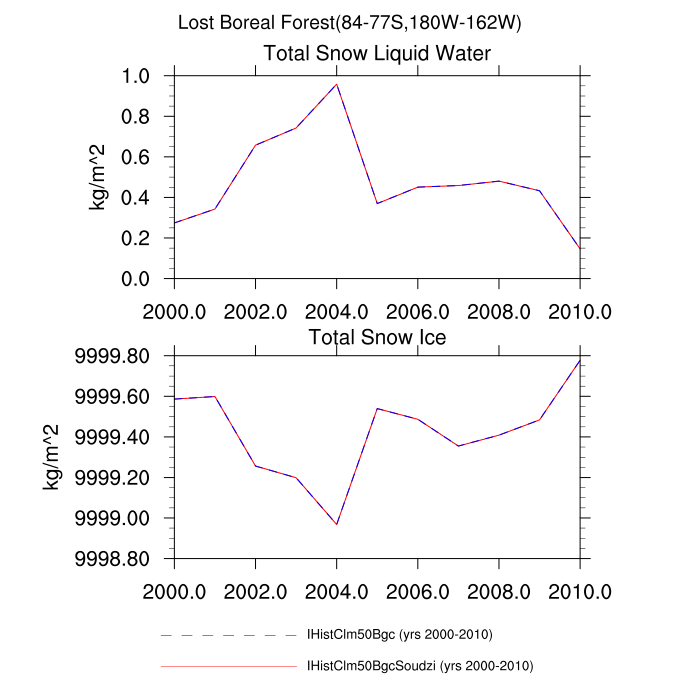 Lost Boreal Forest(84-77S,180W-162W)
Total Snow Liquid Water
1.0
0.8
0.6
0.4
0.2
0.0
kg/m^2
2000.0 2002.0 2004.0 2006.0 2008.0 2010.0
Total Snow Ice
9999.80
9999.60
9999.40
9999.20
9999.00
9998.80
kg/m^2
2000.0 2002.0 2004.0 2006.0 2008.0 2010.0
IHistClm50Bgc (yrs 2000-2010)
IHistClm50BgcSoudzi (yrs 2000-2010)